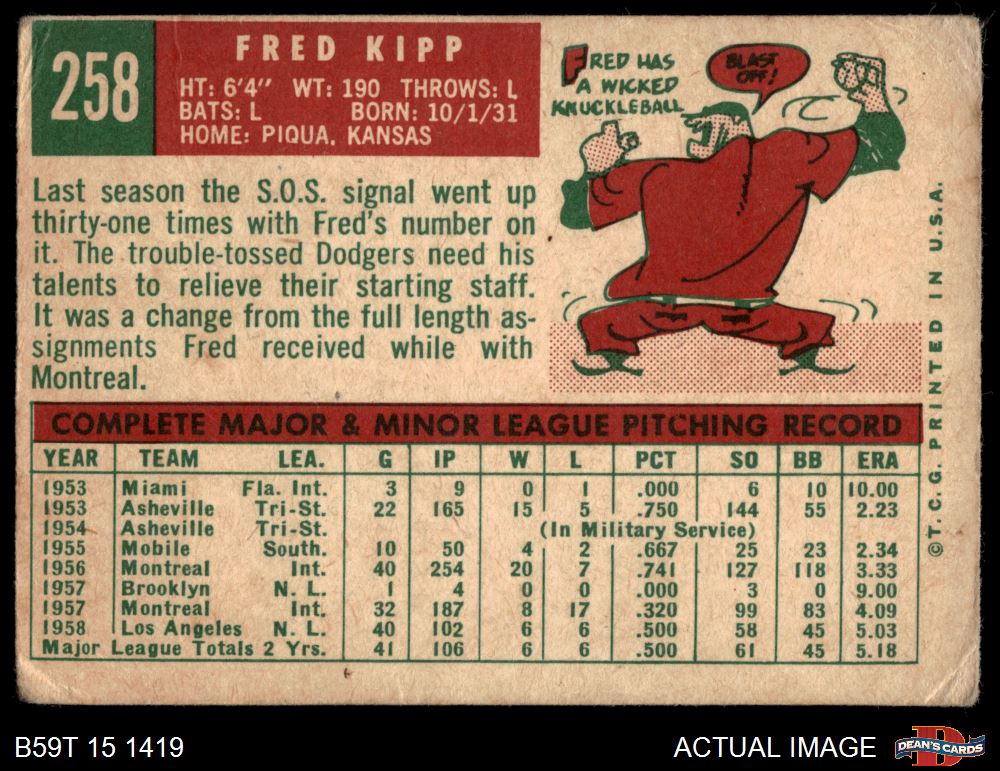 258
FRED KIPP
HT: 6'4" WT: 190 THROWS: L
BATS: L BORN: 10/1/31
HOME: PIQUA, KANSAS
FRED HAS
A WICKED
KNUCKLEBALL
BLAST
OFF!
Last season the S.O.S. signal went up
thirty-one times with Fred's number on
it. The trouble-tossed Dodgers need his
talents to relieve their starting staff.
It was a change from the full length as-
signments Fred received while with
Montreal.
©T.C.G. PRINTED IN U.S.A.
COMPLETE MAJOR & MINOR LEAGUE PITCHING RECORD
YEAR TEAM LEA. G IP W L PCT SO BB ERA
1953 Miami Fla. Int. 3 9 0 1 .000 6 10 10.00
1953 Asheville Tri-St. 22 165 15 5 .750 144 55 2.23
1954 Asheville Tri-St. (In Military Service)
1955 Mobile South. 10 50 4 2 .667 25 23 2.34
1956 Montreal Int. 40 254 20 7 .741 127 118 3.33
1957 Brooklyn N. L. 1 4 0 0 .000 3 0 9.00
1957 Montreal Int. 32 187 8 17 .320 99 83 4.09
1958 Los Angeles N. L. 40 102 6 6 .500 58 45 5.03
Major League Totals 2 Yrs. 41 106 6 6 .500 61 45 5.18
B59T 15 1419
ACTUAL IMAGE
DEAN'S CARDS